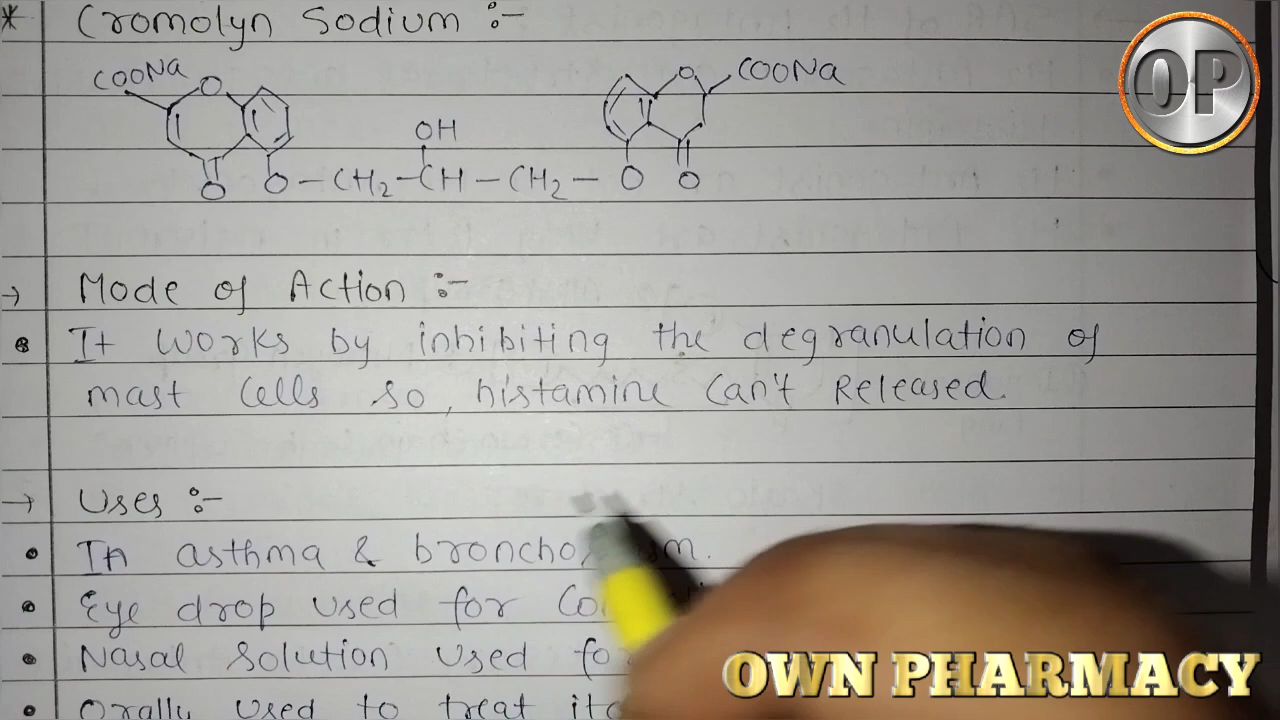 * Cromolyn Sodium :-
COONa O O COONa
OH
O O-CH2-CH-CH2-O O
→ Mode of Action :-
• It works by inhibiting the degranulation of
mast cells so, histamine can't Released.
→ Uses :-
• In asthma &
• Eye drop used for
• Nasal solution used
• Orally used to treat
OP
OWN PHARMACY